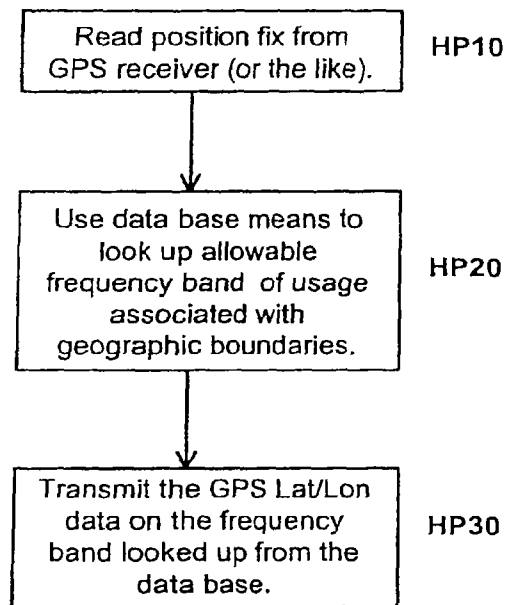 Read position fix from
GPS receiver (or the like).
HP10
Use data base means to
look up allowable
frequency band of usage
associated with
geographic boundaries.
HP20
Transmit the GPS Lat/Lon
data on the frequency
band looked up from the
data base.
HP30